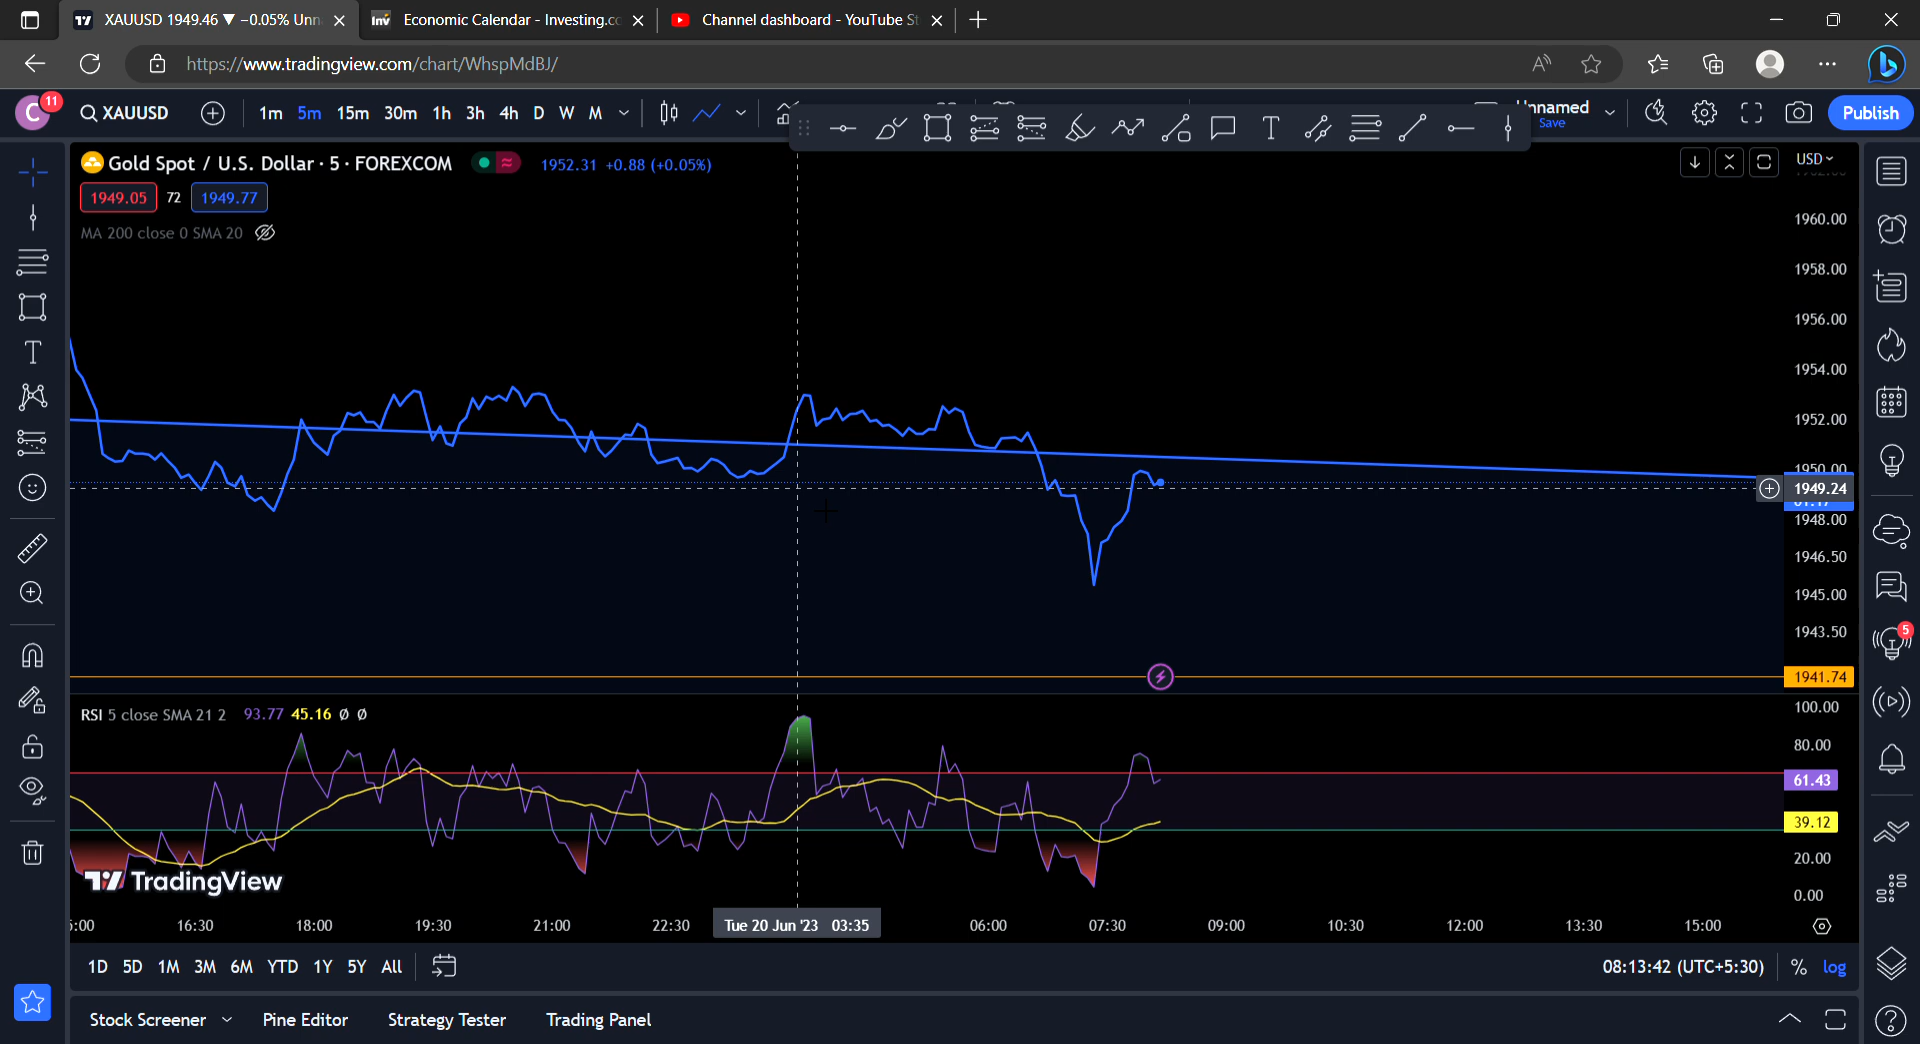 XAUUSD 1949.46 ▼ −0.05% Unn
Economic Calendar - Investing.co
Channel dashboard - YouTube St
https://www.tradingview.com/chart/WhspMdBJ/
C
11
XAUUSD
1m 5m 15m 30m 1h 3h 4h D W M
Unnamed
Save
Publish
Gold Spot / U.S. Dollar · 5 · FOREXCOM
1952.31 +0.88 (+0.05%)
USD
1949.05 72 1949.77
MA 200 close 0 SMA 20
1960.00
1958.00
1956.00
1954.00
1952.00
1950.00
1949.24
1948.00
1946.50
1945.00
1943.50
1941.74
5
RSI 5 close SMA 21 2 93.77 45.16 Ø Ø
100.00
80.00
61.43
39.12
20.00
0.00
TradingView
5:00 16:30 18:00 19:30 21:00 22:30 Tue 20 Jun '23 03:35 06:00 07:30 09:00 10:30 12:00 13:30 15:00
1D 5D 1M 3M 6M YTD 1Y 5Y All
08:13:42 (UTC+5:30) % log
Stock Screener Pine Editor Strategy Tester Trading Panel